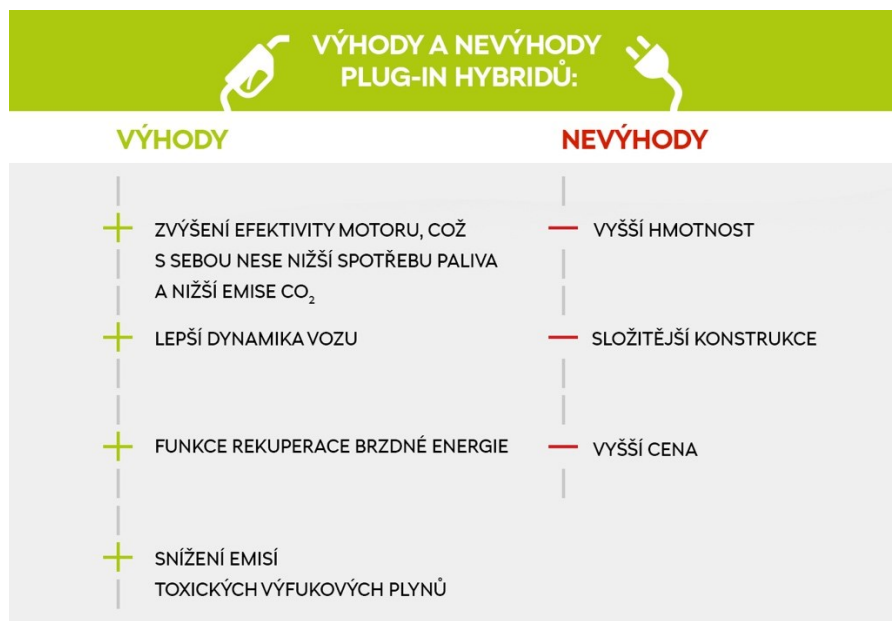 VÝHODY A NEVÝHODY
PLUG-IN HYBRIDŮ:
VÝHODY
ZVÝŠENÍ EFEKTIVITY MOTORU, COŽ
S SEBOU NESE NIŽŠÍ SPOTŘEBU PALIVA
A NIŽŠÍ EMISE CO₂
LEPŠÍ DYNAMIKA VOZU
FUNKCE REKUPERACE BRZDNÉ ENERGIE
SNÍŽENÍ EMISÍ
TOXICKÝCH VÝFUKOVÝCH PLYNŮ
NEVÝHODY
VYŠŠÍ HMOTNOST
SLOŽITĚJŠÍ KONSTRUKCE
VYŠŠÍ CENA